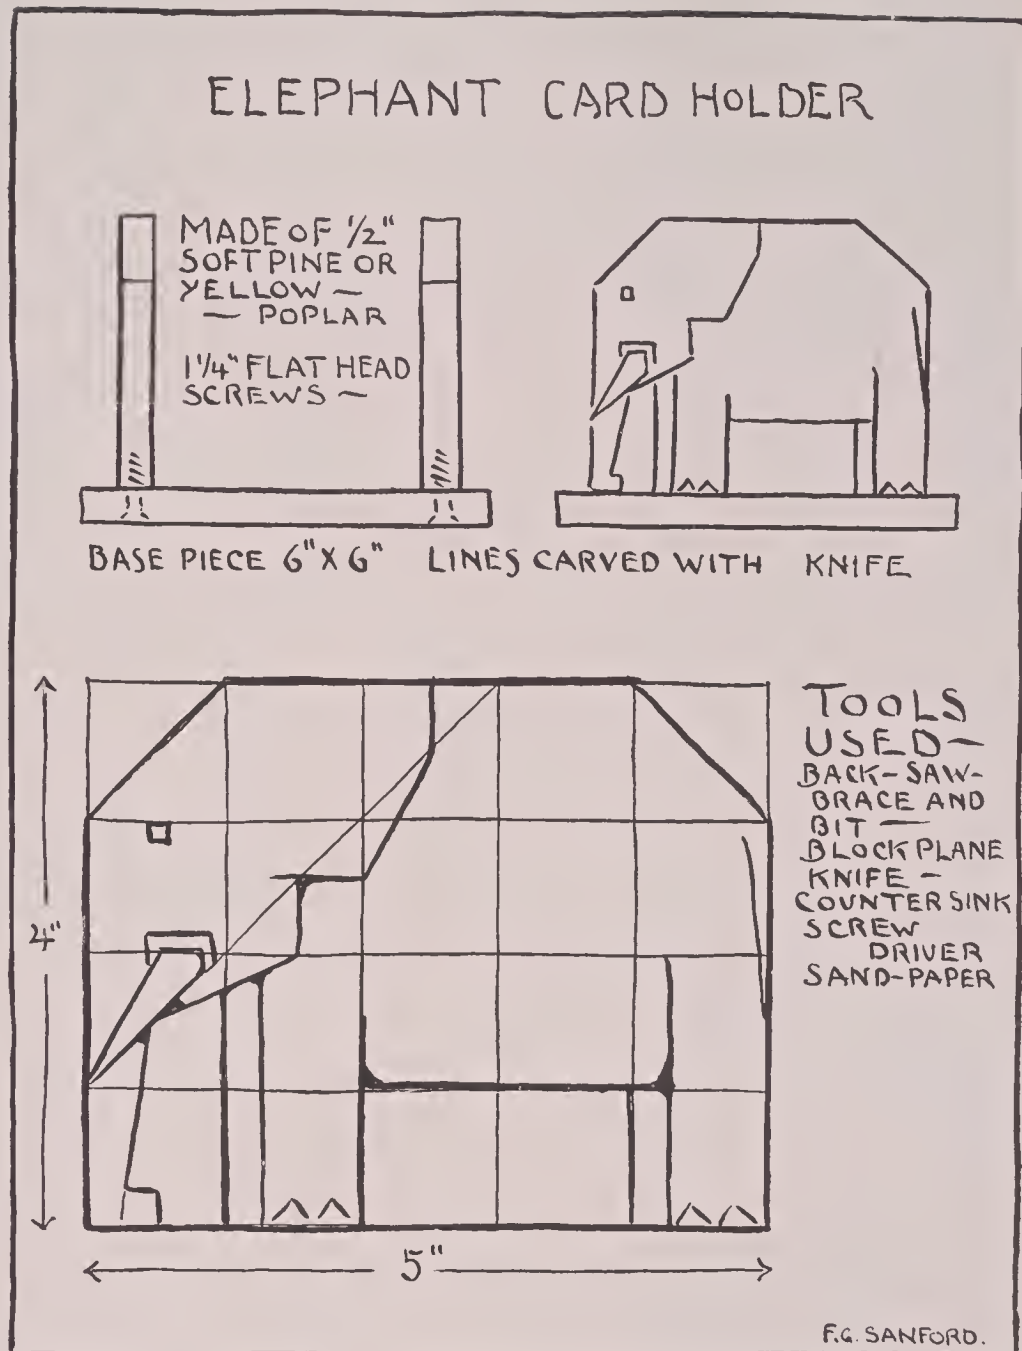 ELEPHANT CARD HOLDER
MADE OF 1/2"
SOFT PINE OR
YELLOW ~
~ POPLAR
1 1/4" FLAT HEAD
SCREWS ~
BASE PIECE 6" X 6" LINES CARVED WITH KNIFE
4"
TOOLS
USED —
BACK-SAW-
BRACE AND
BIT —
BLOCK PLANE
KNIFE -
COUNTER SINK
SCREW
DRIVER
SAND-PAPER
5"
F.G. SANFORD.